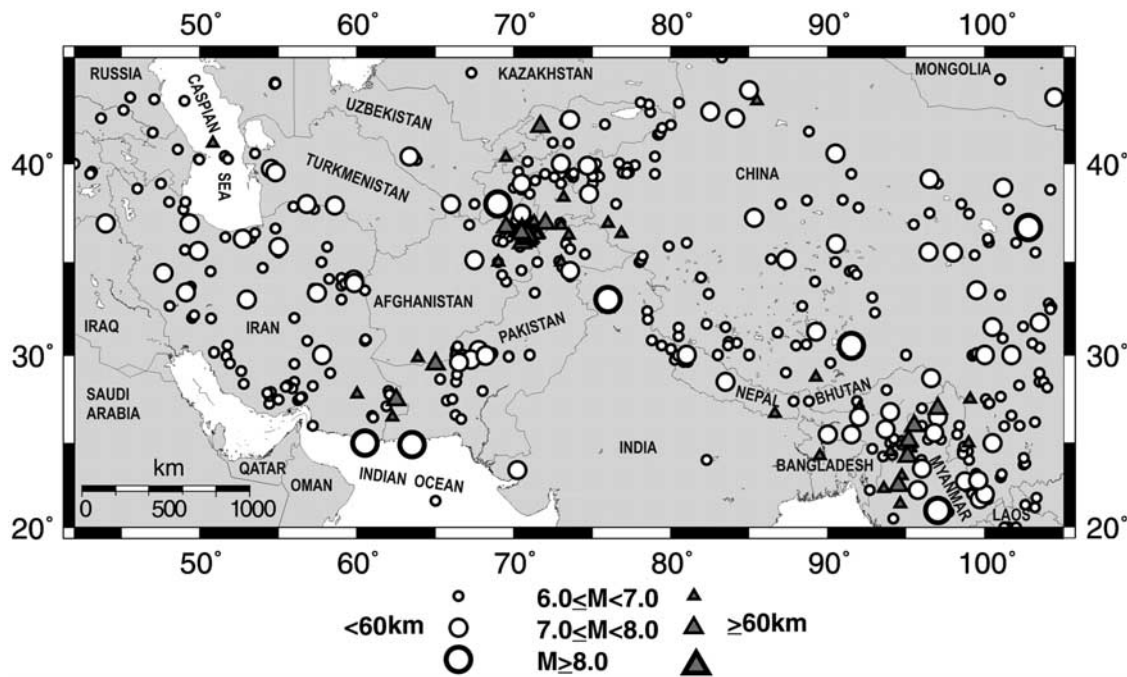 50° 60° 70° 80° 90° 100°
RUSSIA
KAZAKHSTAN
MONGOLIA
CASPIAN
SEA
UZBEKISTAN
40° 40°
TURKMENISTAN
CHINA
AFGHANISTAN
IRAQ
IRAN
PAKISTAN
30° 30°
SAUDI
ARABIA
NEPAL
BHUTAN
INDIA
BANGLADESH
km
QATAR
OMAN
INDIAN OCEAN
MYANMAR
LAOS
0 500 1000
20° 20°
50° 60° 70° 80° 90° 100°
6.0≤M<7.0
<60km 7.0≤M<8.0 ≥60km
M≥8.0